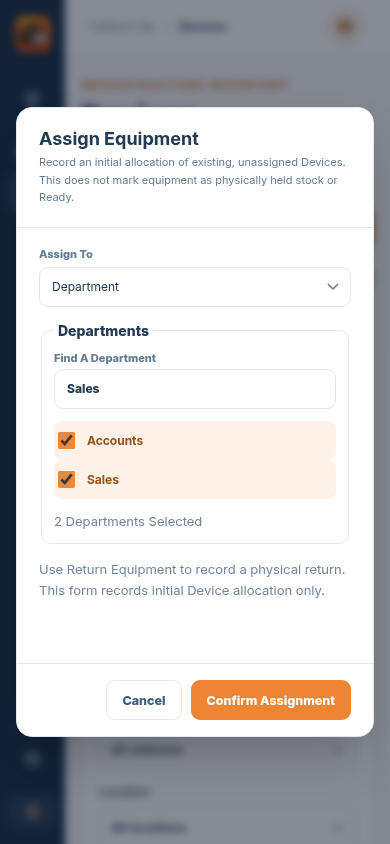 Assign Equipment
Record an initial allocation of existing, unassigned Devices.
This does not mark equipment as physically held stock or
Ready.
Assign To
Department
Departments
Find A Department
Sales
Accounts
Sales
2 Departments Selected
Use Return Equipment to record a physical return.
This form records initial Device allocation only.
Cancel
Confirm Assignment